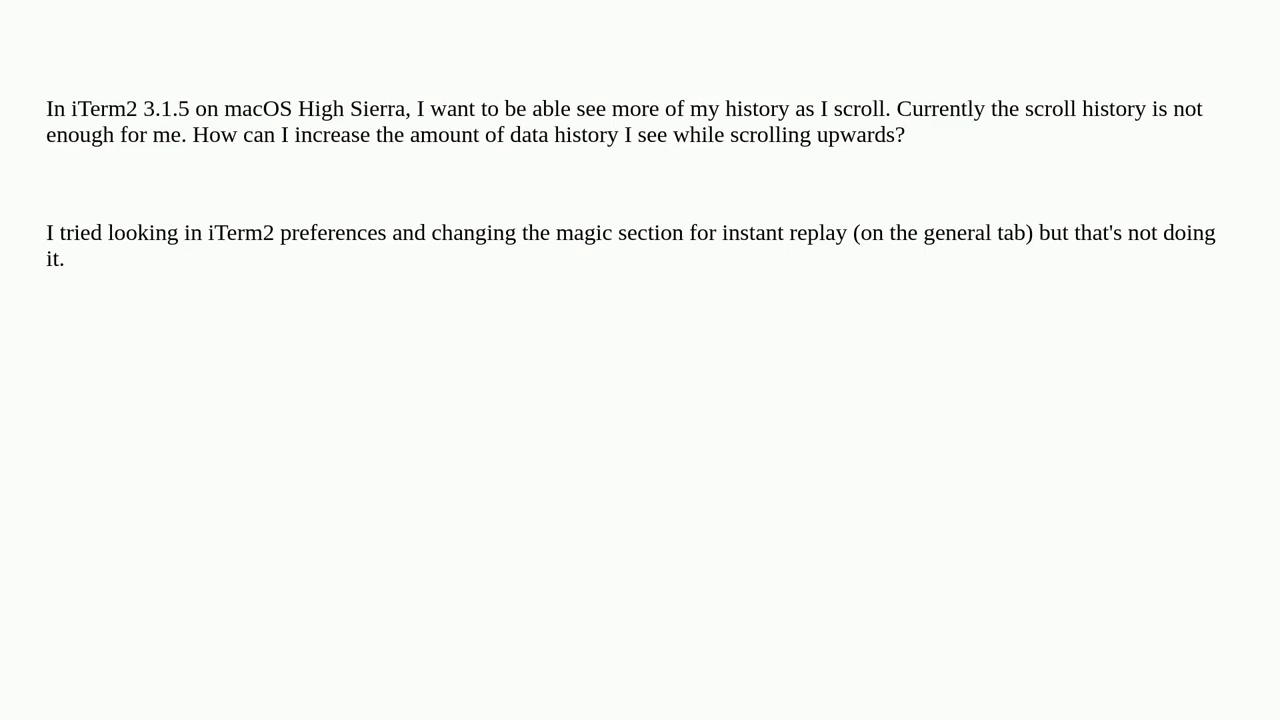 In iTerm2 3.1.5 on macOS High Sierra, I want to be able see more of my history as I scroll. Currently the scroll history is not
enough for me. How can I increase the amount of data history I see while scrolling upwards?
I tried looking in iTerm2 preferences and changing the magic section for instant replay (on the general tab) but that's not doing
it.